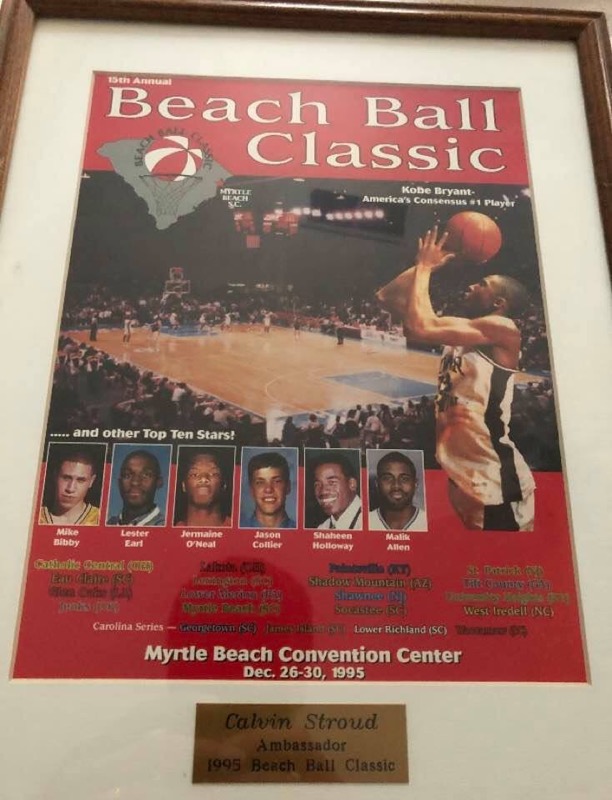 15th Annual
Beach Ball
Classic
BEACH BALL CLASSIC
MYRTLE
BEACH
S.C.
Kobe Bryant-
America's Consensus #1 Player
..... and other Top Ten Stars!
Mike
Bibby
Lester
Earl
Jermaine
O'Neal
Jason
Collier
Shaheen
Holloway
Malik
Allen
Catholic Central (OH)
Eau Claire (SC)
Glen Oaks (LA)
Jenks (OK)
Lakota (OH)
Lexington (SC)
Lower Merion (PA)
Myrtle Beach (SC)
Paintsville (KY)
Shadow Mountain (AZ)
Shawnee (NJ)
Socastee (SC)
St. Patrick (NJ)
Tift County (GA)
University Heights (KY)
West Iredell (NC)
Carolina Series — Georgetown (SC) James Island (SC) Lower Richland (SC) Waccamaw (SC)
Myrtle Beach Convention Center
Dec. 26-30, 1995
Calvin Stroud
Ambassador
1995 Beach Ball Classic